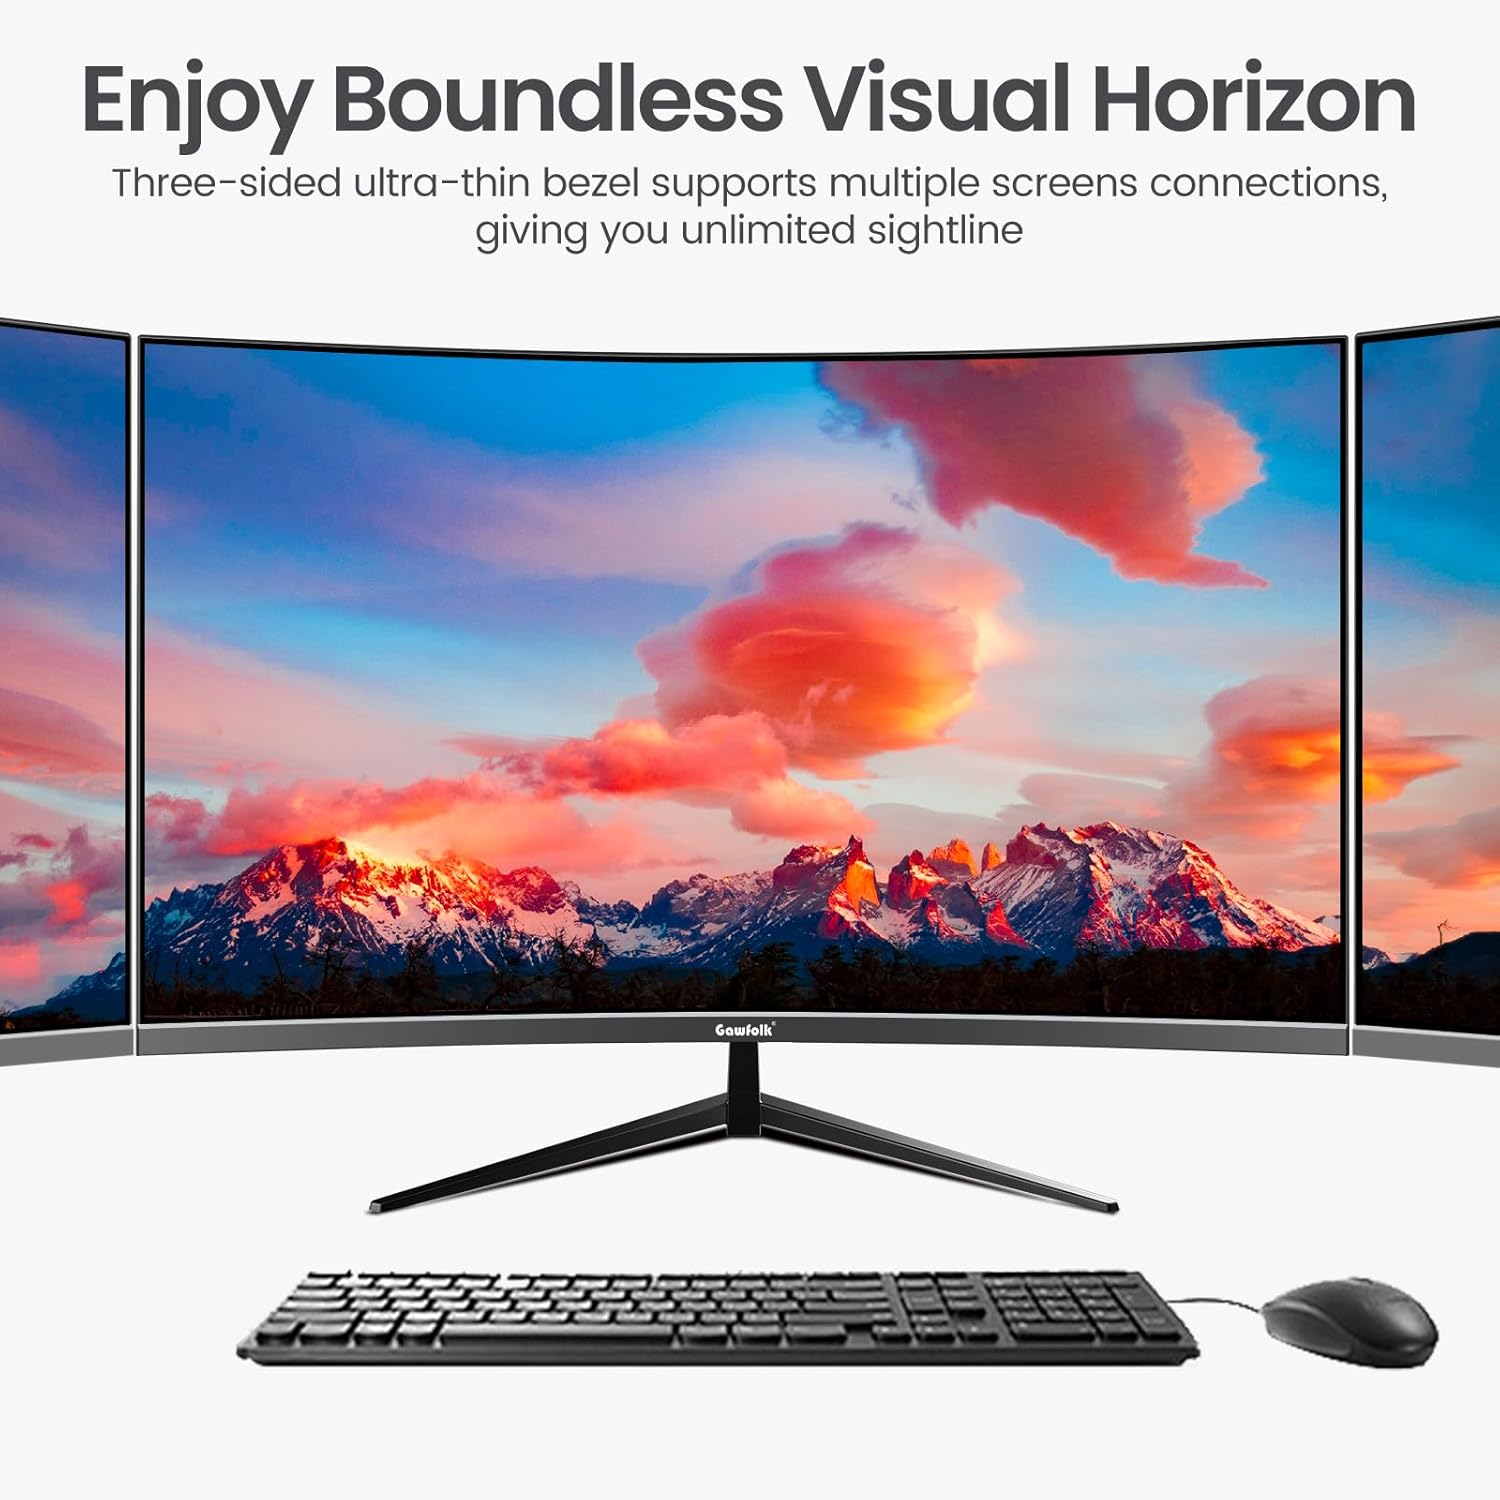 Enjoy Boundless Visual Horizon
Three-sided ultra-thin bezel supports multiple screens connections,
giving you unlimited sightline
Gawfolk